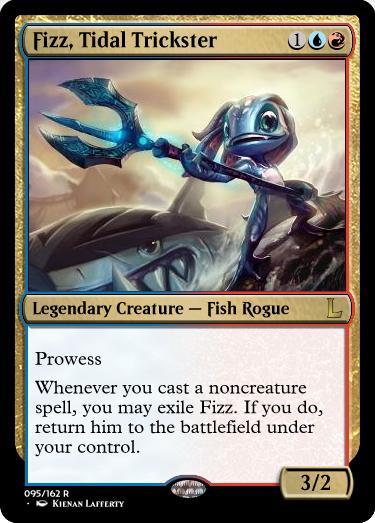 Fizz, Tidal Trickster 1
Legendary Creature — Fish Rogue L
Prowess
Whenever you cast a noncreature
spell, you may exile Fizz. If you do,
return him to the battlefield under
your control.
3/2
095/162 R
· Kienan Lafferty